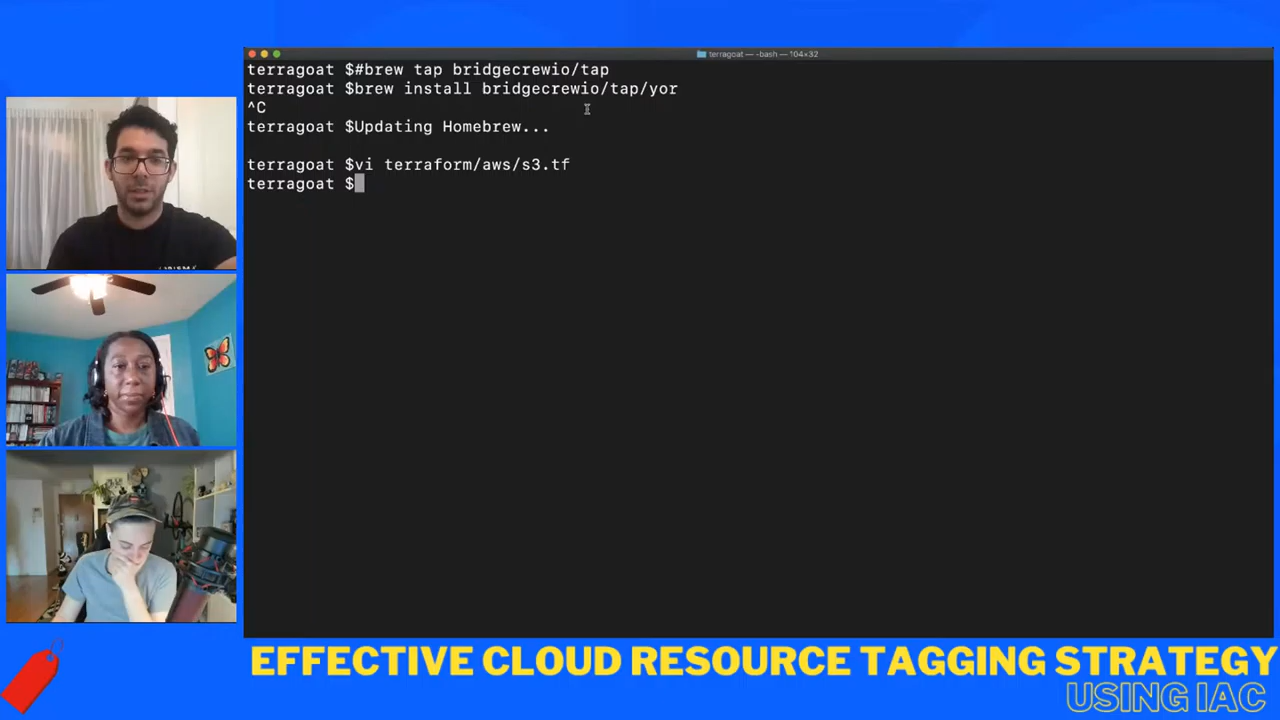 terragoat — -bash — 104×32
terragoat $#brew tap bridgecrewio/tap
terragoat $brew install bridgecrewio/tap/yor
^C
terragoat $Updating Homebrew...
terragoat $vi terraform/aws/s3.tf
terragoat $
EFFECTIVE CLOUD RESOURCE TAGGING STRATEGY
USING IAC